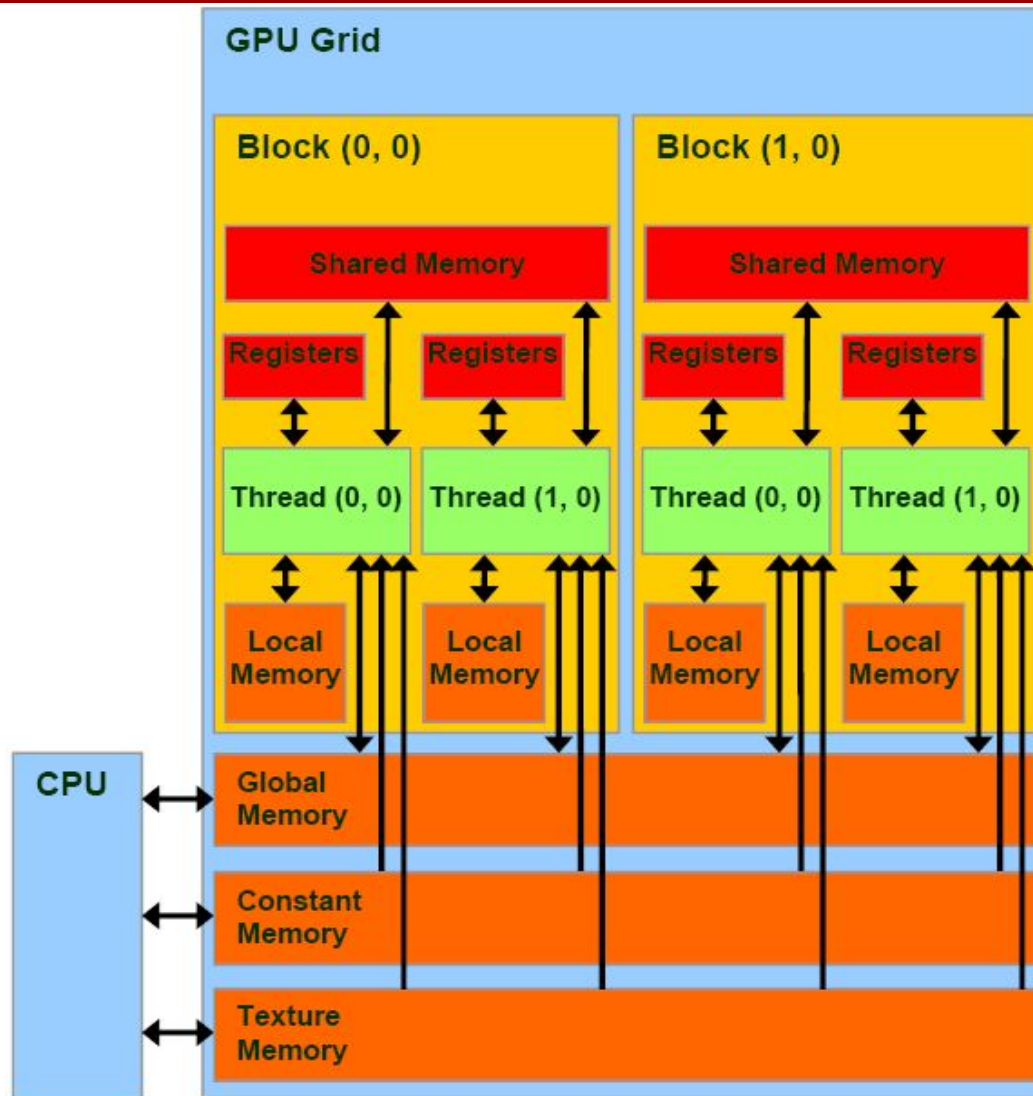 GPU Grid
Block (0, 0)
Shared Memory
Registers
Registers
Thread (0, 0)
Thread (1, 0)
Local
Memory
Local
Memory
Block (1, 0)
Shared Memory
Registers
Registers
Thread (0, 0)
Thread (1, 0)
Local
Memory
Local
Memory
CPU
Global
Memory
Constant
Memory
Texture
Memory